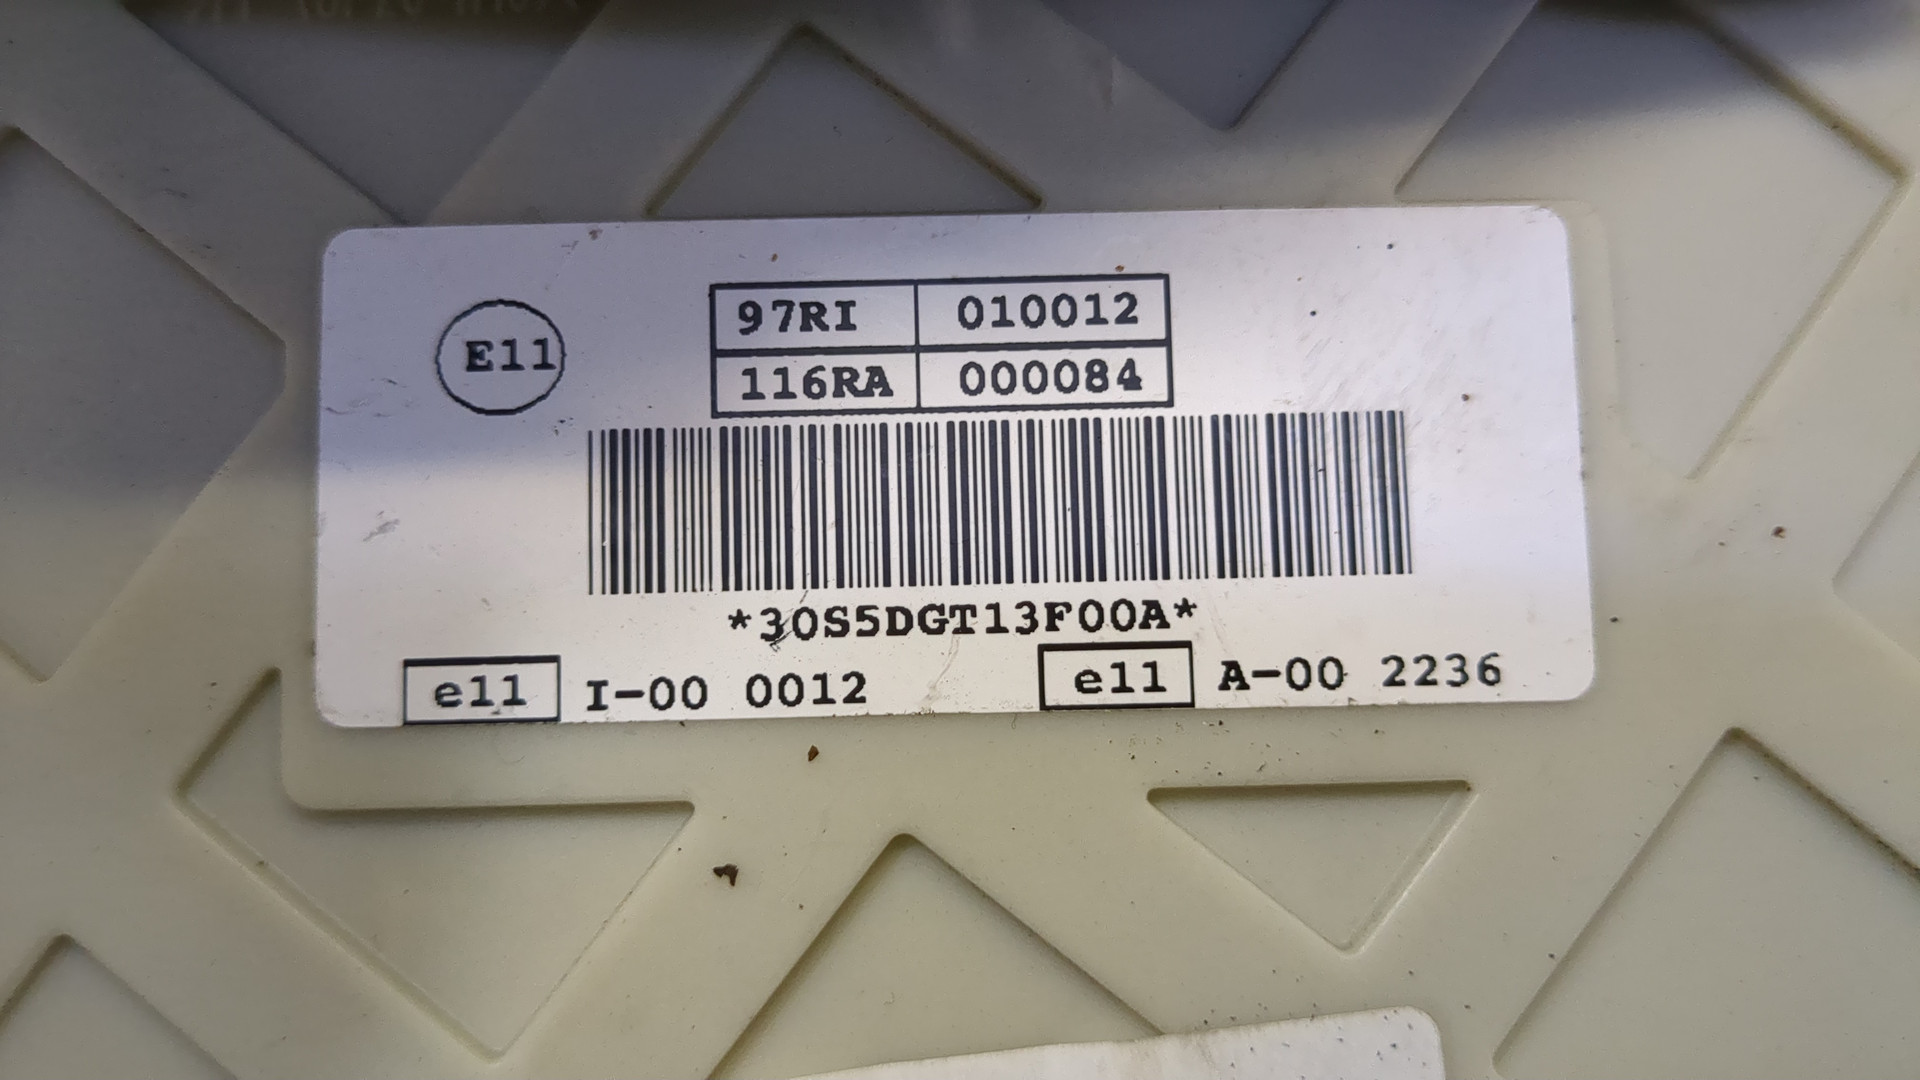 E11
97RI 010012
116RA 000084
*30S5DGT13F00A*
e11 I-00 0012 e11 A-00 2236